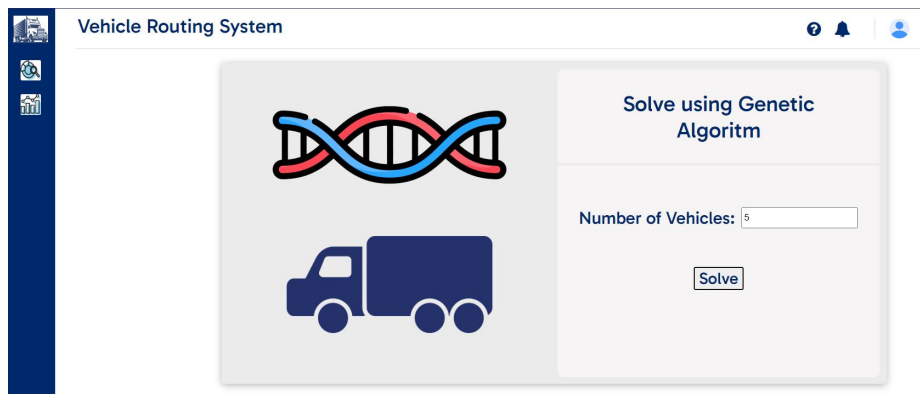 Vehicle Routing System
Solve using Genetic
Algoritm
Number of Vehicles: 5
Solve